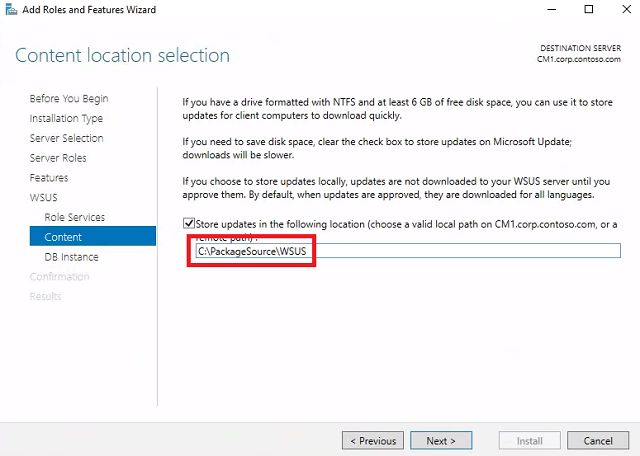 Add Roles and Features Wizard
Content location selection
DESTINATION SERVER
CM1.corp.contoso.com
Before You Begin
Installation Type
Server Selection
Server Roles
Features
WSUS
Role Services
Content
DB Instance
Confirmation
Results
If you have a drive formatted with NTFS and at least 6 GB of free disk space, you can use it to store
updates for client computers to download quickly.
If you need to save disk space, clear the check box to store updates on Microsoft Update;
downloads will be slower.
If you choose to store updates locally, updates are not downloaded to your WSUS server until you
approve them. By default, when updates are approved, they are downloaded for all languages.
Store updates in the following location (choose a valid local path on CM1.corp.contoso.com, or a
remote path) :
C:\PackageSource\WSUS
< Previous
Next >
Install
Cancel